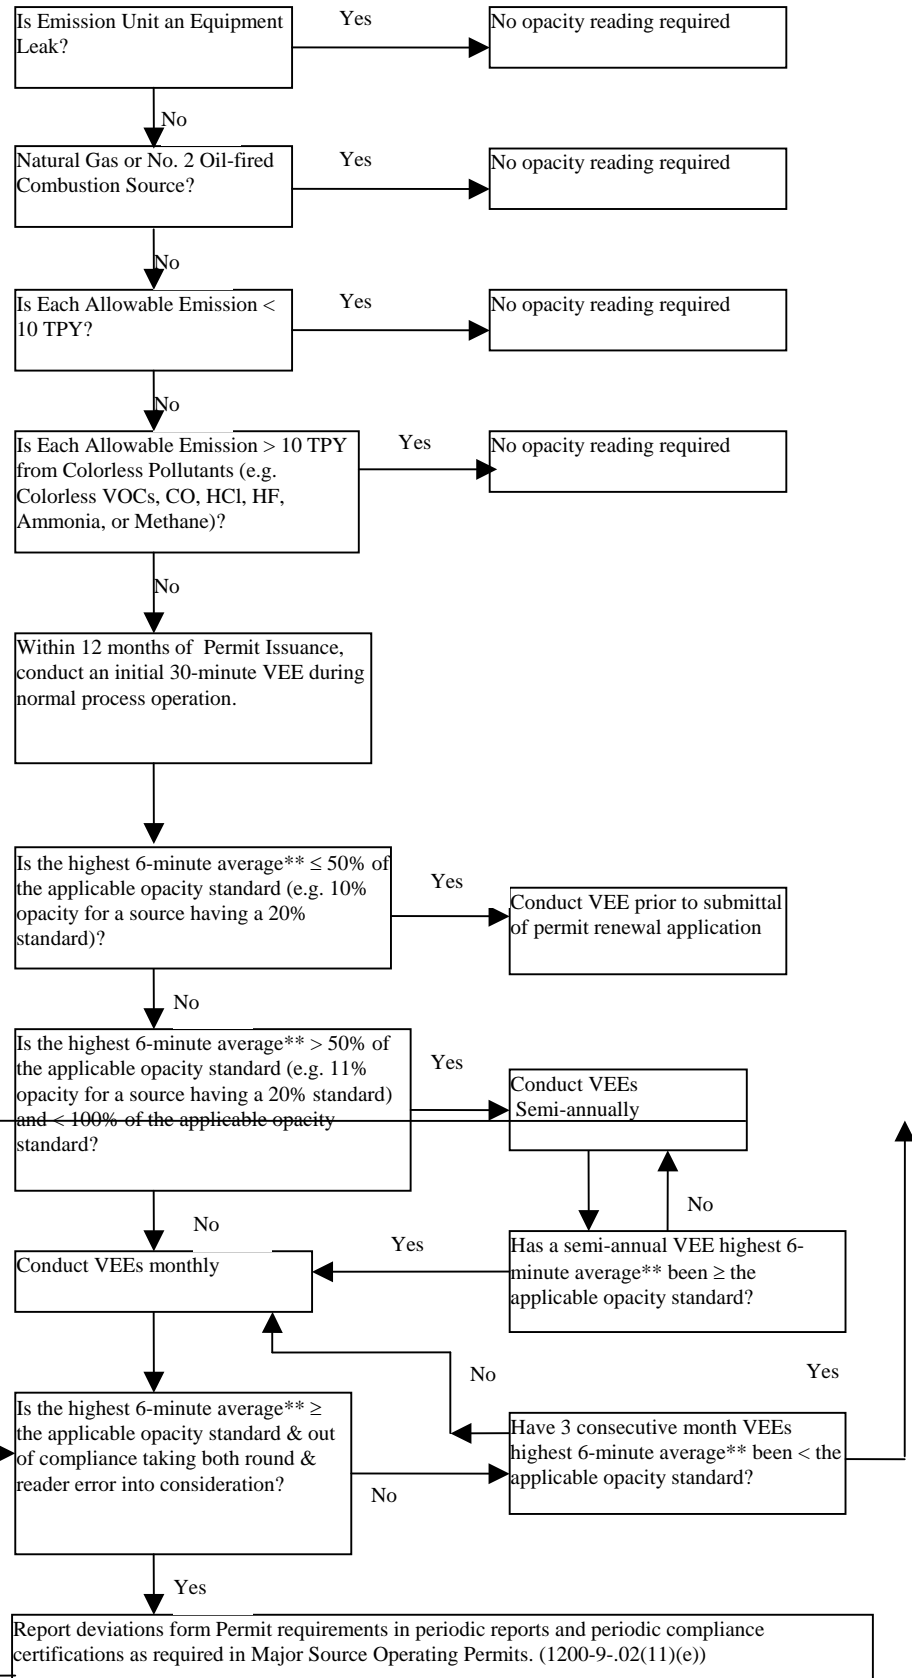 Is Emission Unit an Equipment
Leak?
Yes
No opacity reading required
No
Natural Gas or No. 2 Oil-fired
Combustion Source?
Yes
No opacity reading required
No
Is Each Allowable Emission <
10 TPY?
Yes
No opacity reading required
No
Is Each Allowable Emission > 10 TPY
from Colorless Pollutants (e.g.
Colorless VOCs, CO, HCl, HF,
Ammonia, or Methane)?
Yes
No opacity reading required
No
Within 12 months of Permit Issuance,
conduct an initial 30-minute VEE during
normal process operation.
Is the highest 6-minute average** ≤ 50% of
the applicable opacity standard (e.g. 10%
opacity for a source having a 20%
standard)?
Yes
Conduct VEE prior to submittal
of permit renewal application
No
Is the highest 6-minute average** > 50% of
the applicable opacity standard (e.g. 11%
opacity for a source having a 20% standard)
and < 100% of the applicable opacity
standard?
Yes
Conduct VEEs
Semi-annually
No
No
Conduct VEEs monthly
Yes
Has a semi-annual VEE highest 6-
minute average** been ≥ the
applicable opacity standard?
No
Yes
Is the highest 6-minute average** ≥
the applicable opacity standard & out
of compliance taking both round &
reader error into consideration?
No
Have 3 consecutive month VEEs
highest 6-minute average** been < the
applicable opacity standard?
Yes
Report deviations form Permit requirements in periodic reports and periodic compliance
certifications as required in Major Source Operating Permits. (1200-9-.02(11)(e))